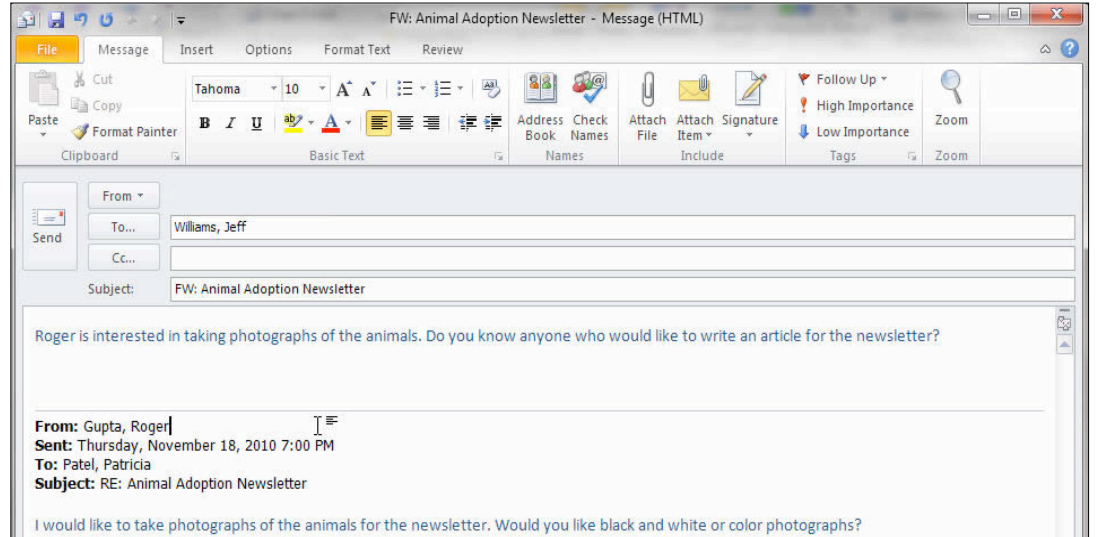 FW: Animal Adoption Newsletter - Message (HTML)
File Message Insert Options Format Text Review
Cut
Copy
Paste
Format Painter
Clipboard
Tahoma 10
B I U
Basic Text
Address Book
Check Names
Names
Attach File
Attach Item
Signature
Include
Follow Up
High Importance
Low Importance
Tags
Zoom
Zoom
Send
From
To... Williams, Jeff
Cc...
Subject: FW: Animal Adoption Newsletter
Roger is interested in taking photographs of the animals. Do you know anyone who would like to write an article for the newsletter?
From: Gupta, Roger
Sent: Thursday, November 18, 2010 7:00 PM
To: Patel, Patricia
Subject: RE: Animal Adoption Newsletter
I would like to take photographs of the animals for the newsletter. Would you like black and white or color photographs?